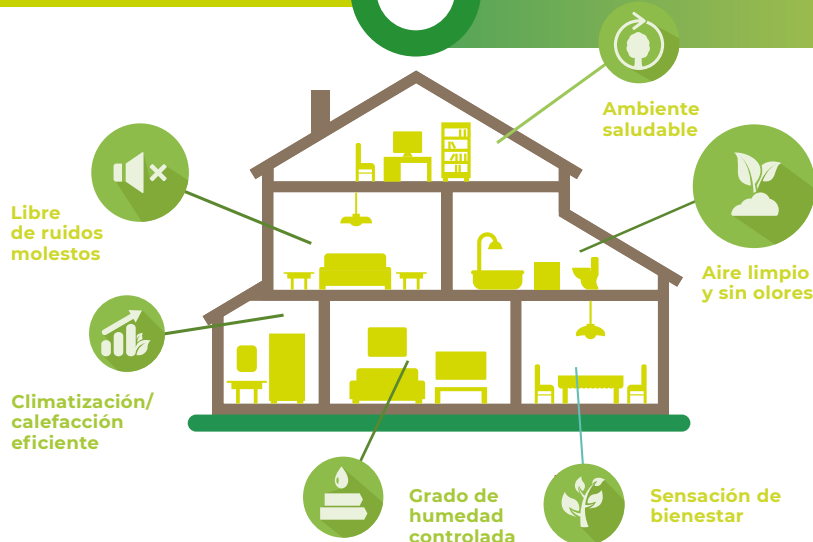 Ambiente
saludable
Libre
de ruidos
molestos
Aire limpio
y sin olores
Climatización/
calefacción
eficiente
Grado de
humedad
controlada
Sensación de
bienestar